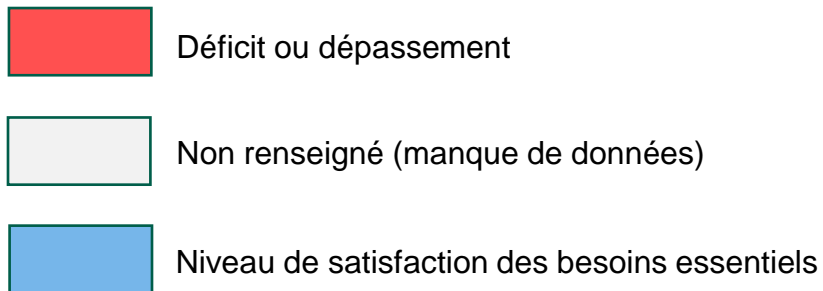 Déficit ou dépassement
Non renseigné (manque de données)
Niveau de satisfaction des besoins essentiels